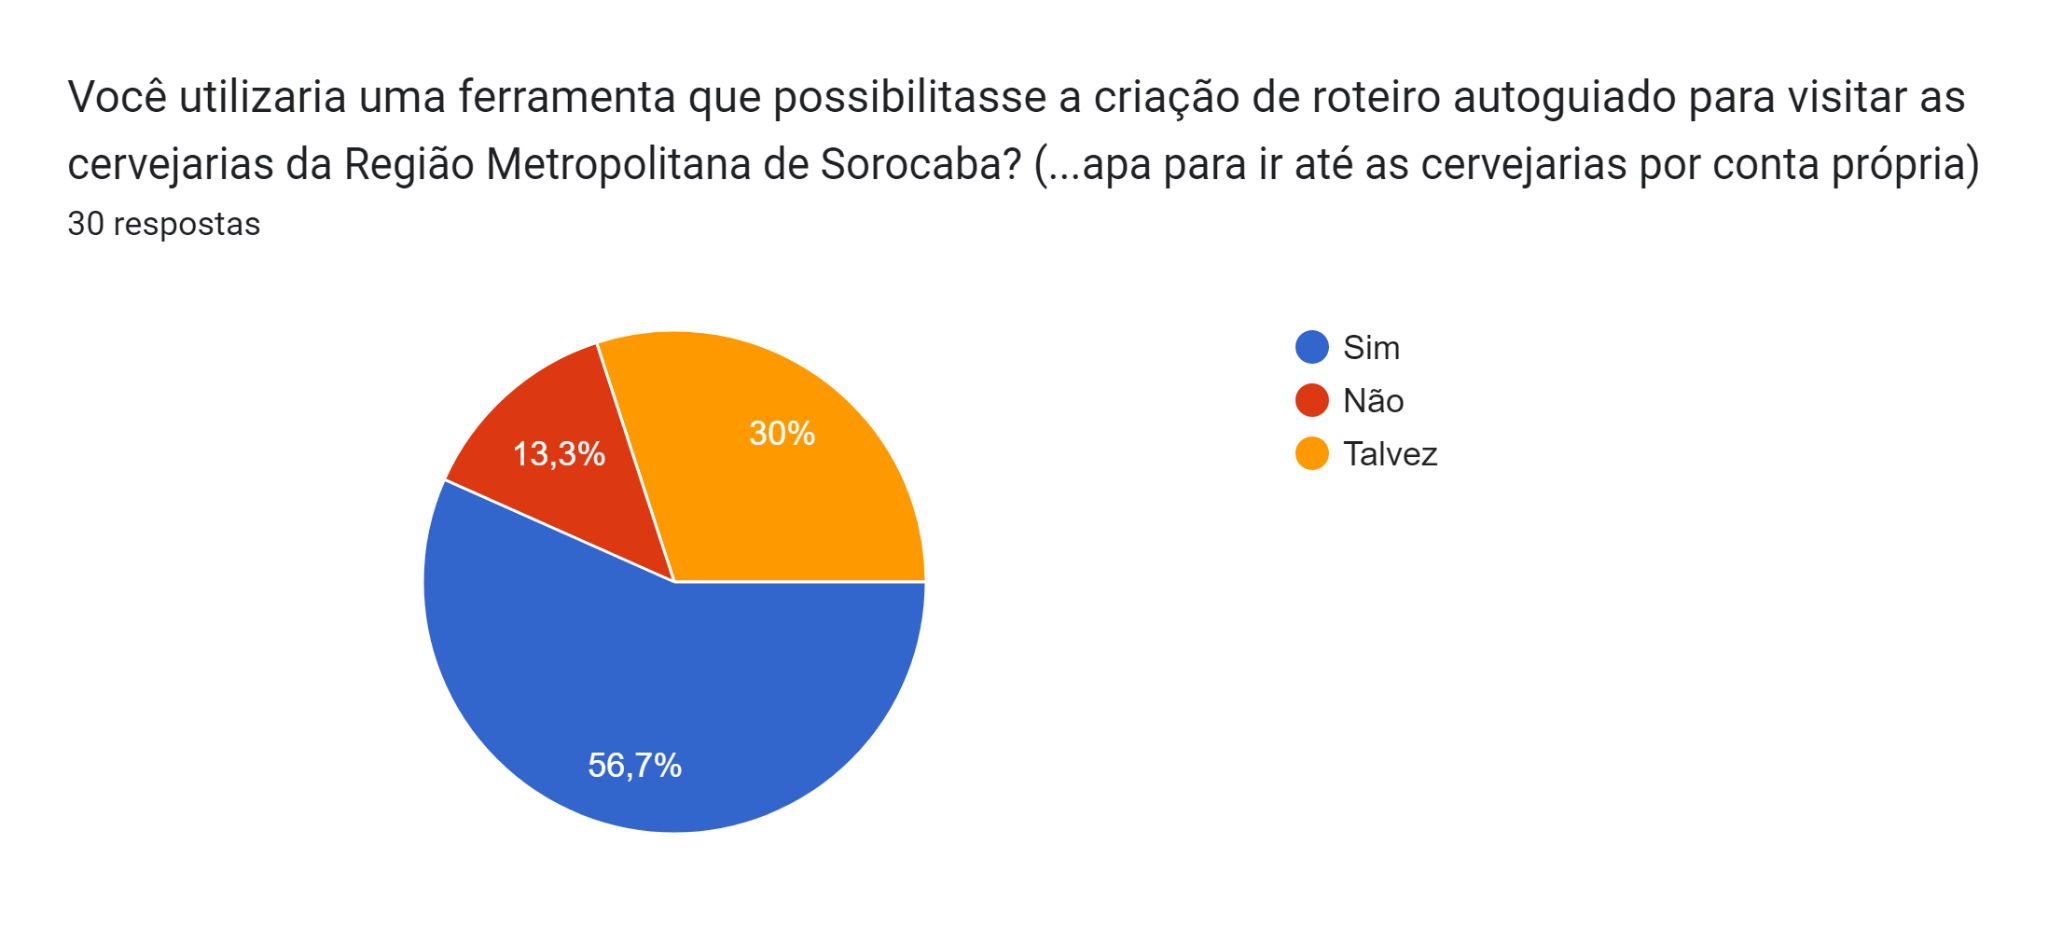 Você utilizaria uma ferramenta que possibilitasse a criação de roteiro autoguiado para visitar as
cervejarias da Região Metropolitana de Sorocaba? (...apa para ir até as cervejarias por conta própria)
30 respostas
Sim
Não
Talvez
30%
13,3%
56,7%